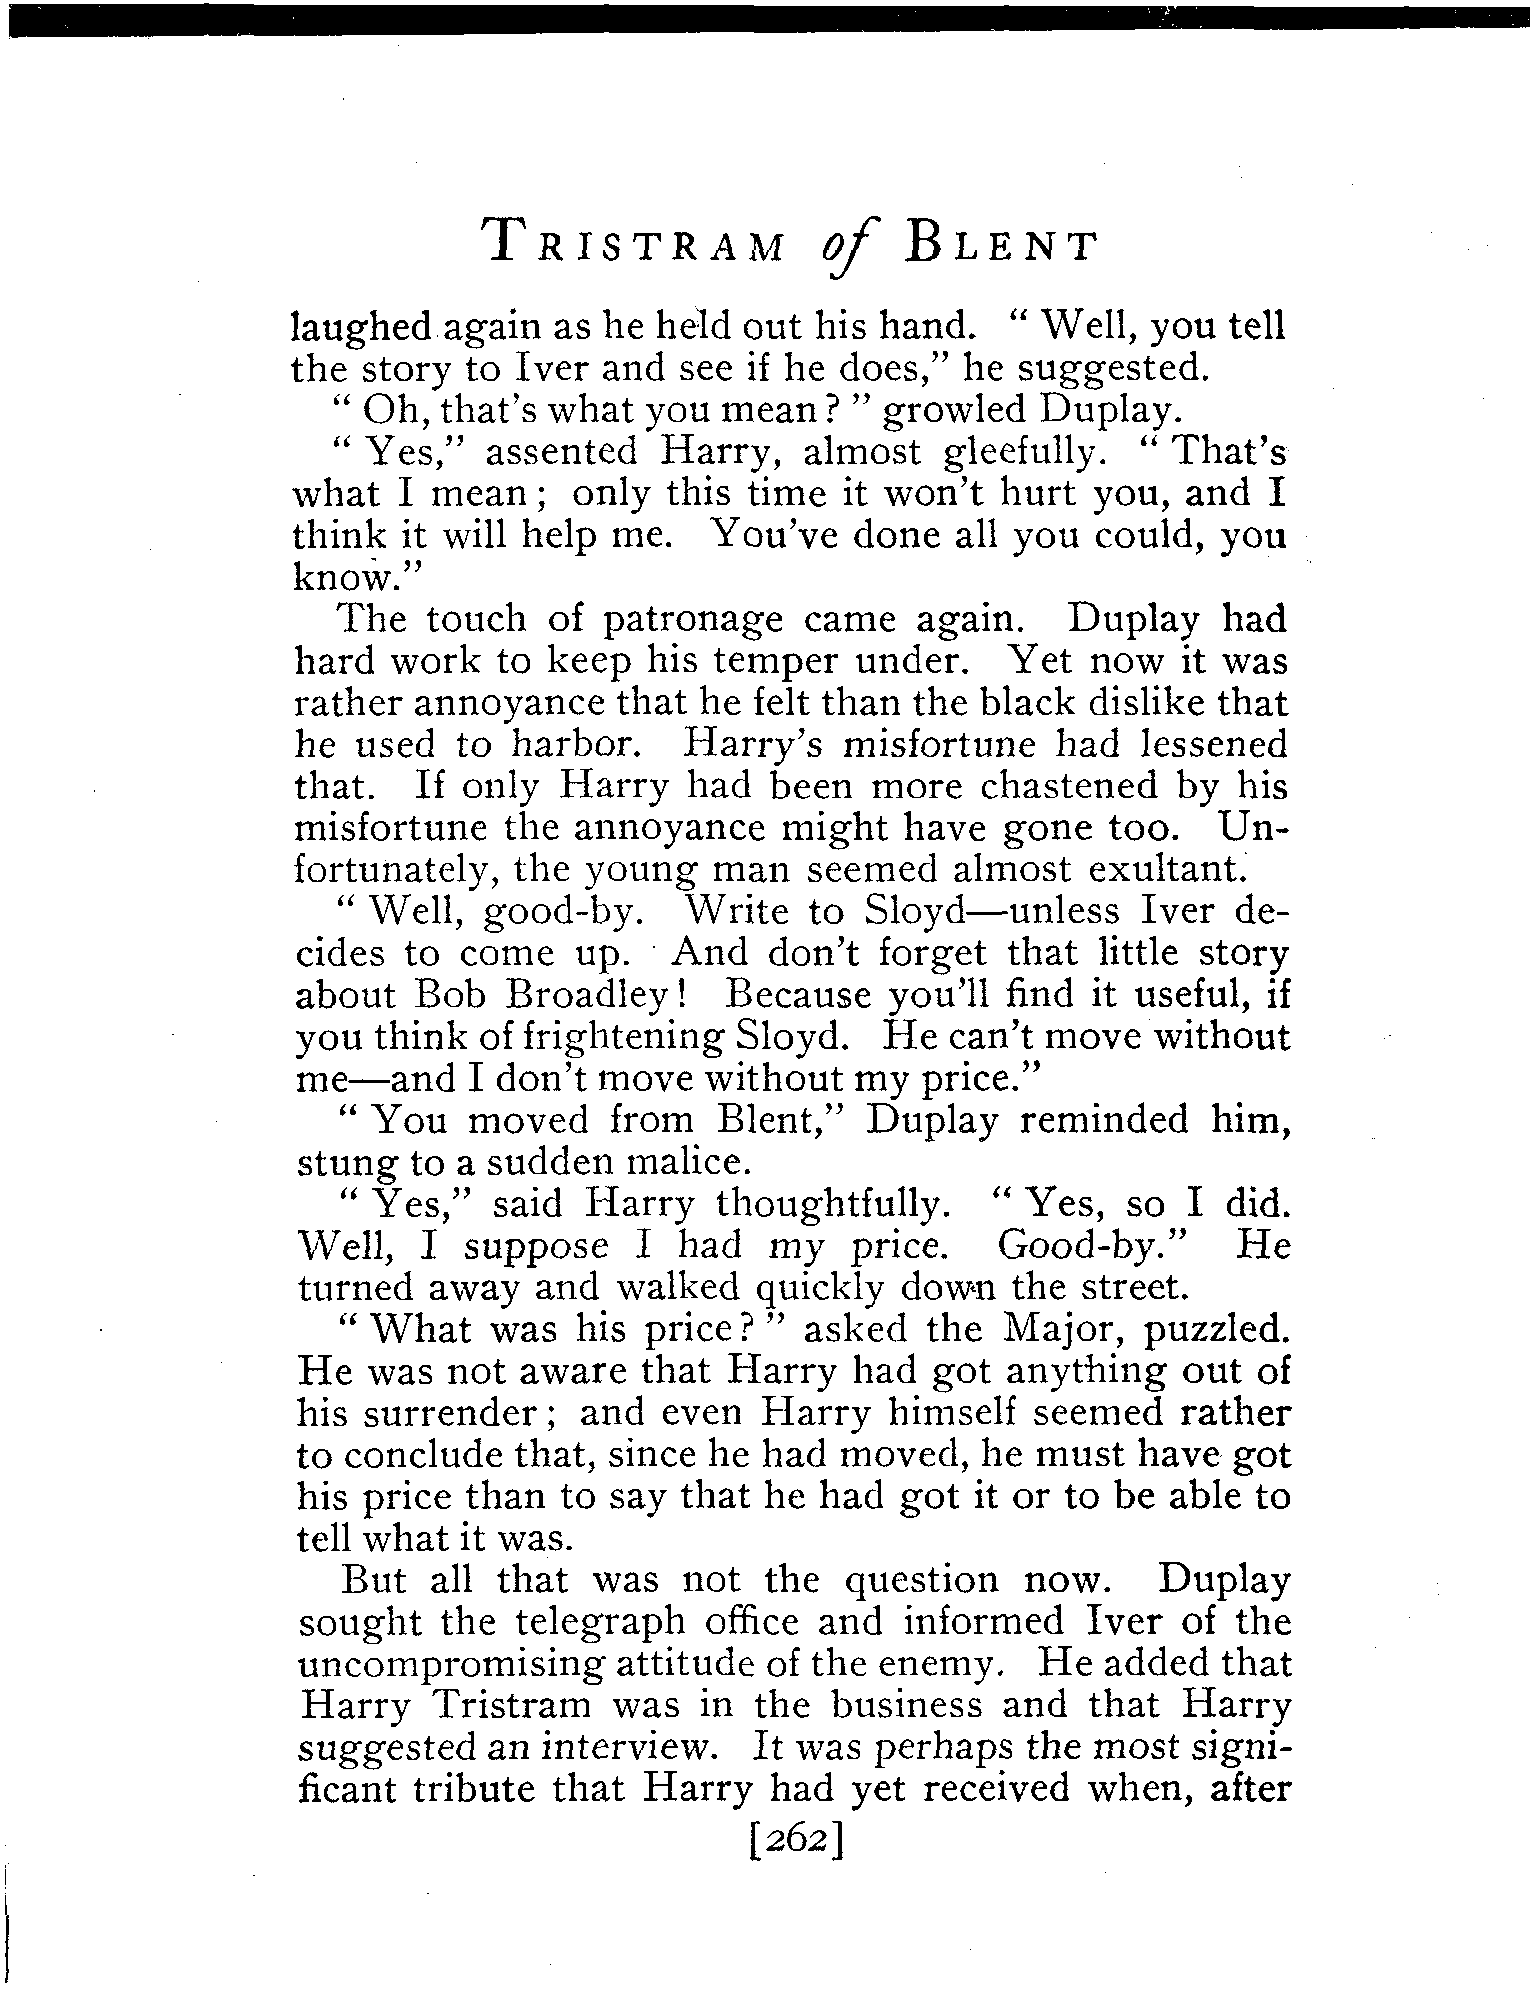 TRISTRAM of BLENT
laughed again as he held out his hand. " Well, you tell
the story to Iver and see if he does," he suggested.
" Oh, that's what you mean? " growled Duplay.
" Yes," assented Harry, almost gleefully. " That's
what I mean ; only this time it won't hurt you, and I
think it will help me. You've done all you could, you
know."
The touch of patronage came again. Duplay had
hard work to keep his temper under. Yet now it was
rather annoyance that he felt than the black dislike that
he used to harbor. Harry's misfortune had lessened
that. If only Harry had been more chastened by his
misfortune the annoyance might have gone too. Un-
fortunately, the young man seemed almost exultant.
" Well, good-by. Write to Sloyd—unless Iver de-
cides to come up. And don't forget that little story
about Bob Broadley! Because you'll find it useful, if
you think of frightening Sloyd. He can't move without
me—and I don't move without my price."
" You moved from Blent," Duplay reminded him,
stung to a sudden malice.
" Yes," said Harry thoughtfully. " Yes, so I did.
Well, I suppose I had my price. Good-by." He
turned away and walked quickly down the street.
" What was his price? " asked the Major, puzzled.
He was not aware that Harry had got anything out of
his surrender ; and even Harry himself seemed rather
to conclude that, since he had moved, he must have got
his price than to say that he had got it or to be able to
tell what it was.
But all that was not the question now. Duplay
sought the telegraph office and informed Iver of the
uncompromising attitude of the enemy. He added that
Harry Tristram was in the business and that Harry
suggested an interview. It was perhaps the most signi-
ficant tribute that Harry had yet received when, after
[262]